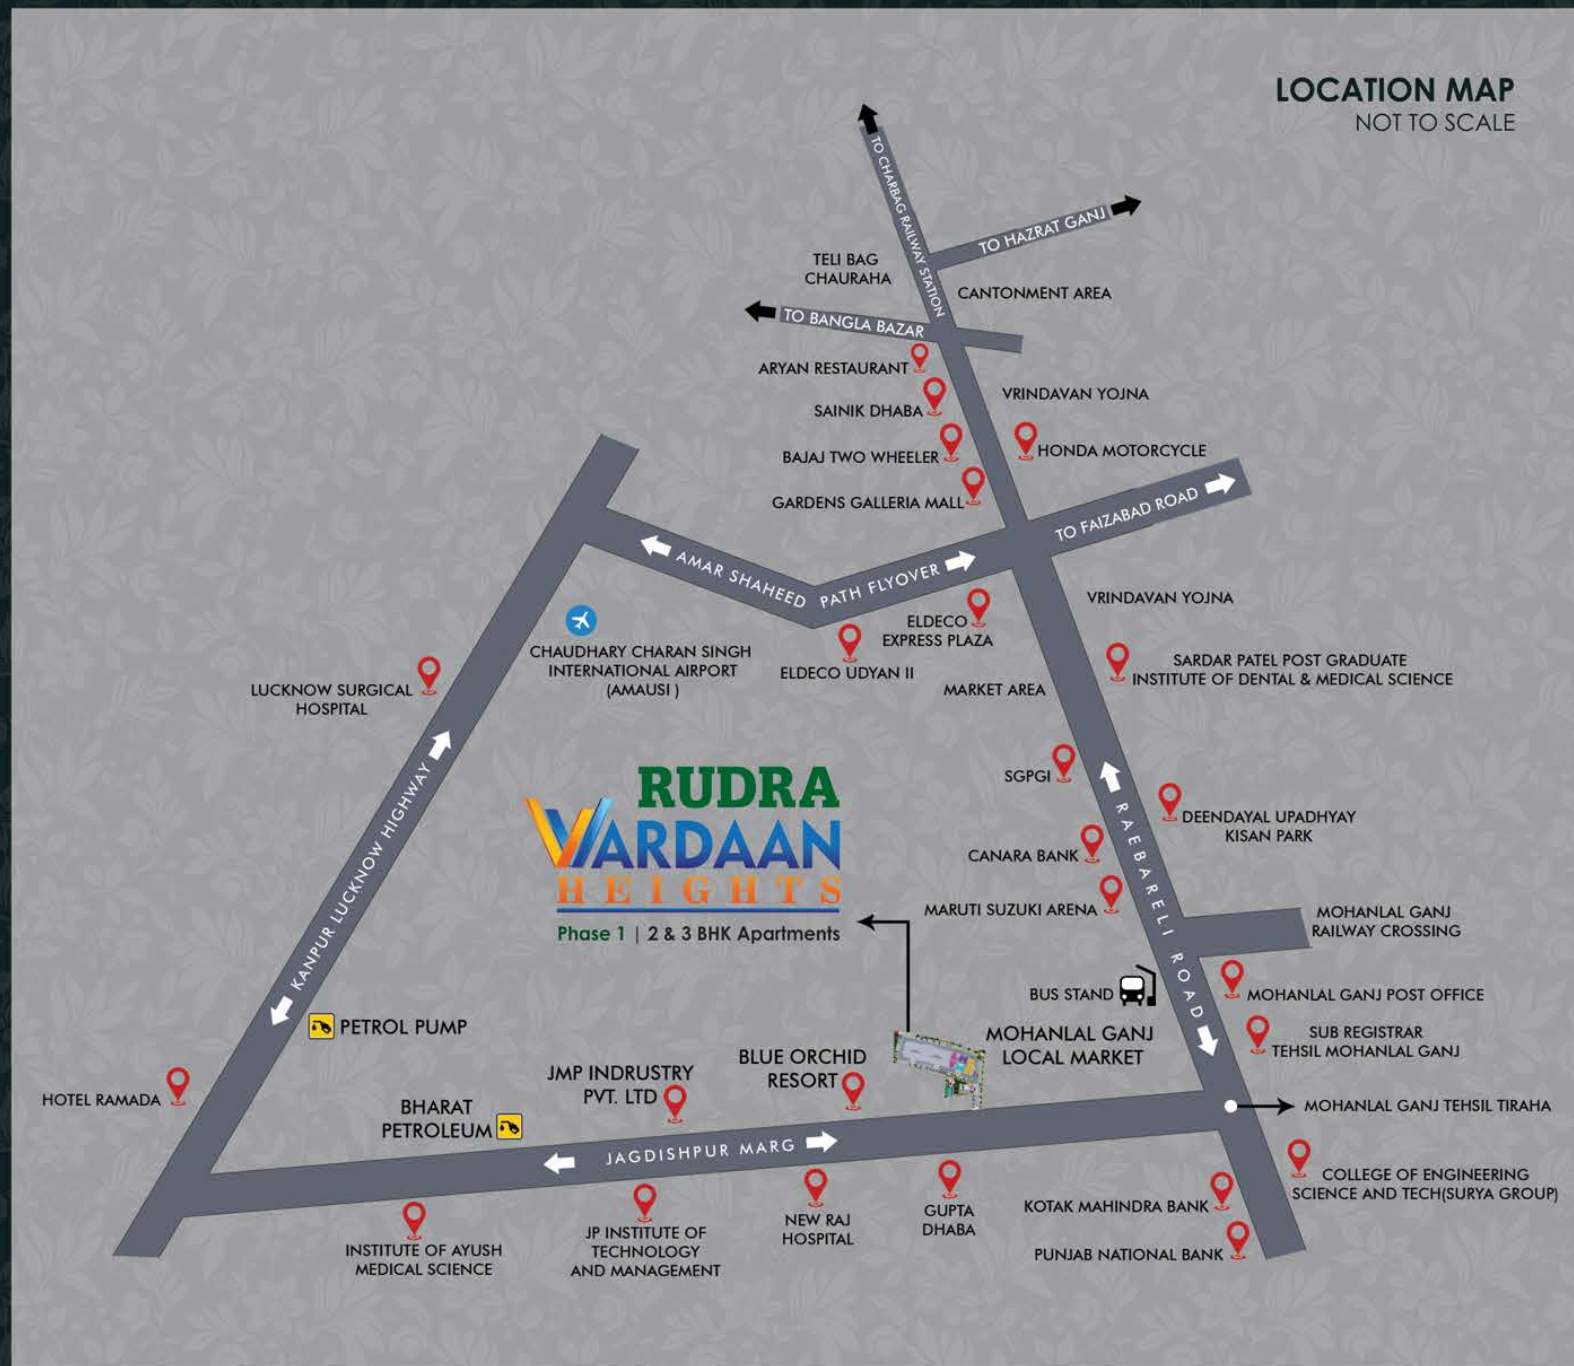 LOCATION MAP
NOT TO SCALE
TO CHARBAG RAILWAY STATION
TO HAZRAT GANJ
TELI BAG
CHAURAHA
CANTONMENT AREA
TO BANGLA BAZAR
ARYAN RESTAURANT
VRINDAVAN YOJNA
SAINIK DHABA
BAJAJ TWO WHEELER
HONDA MOTORCYCLE
GARDENS GALLERIA MALL
TO FAIZABAD ROAD
AMAR SHAHEED PATH FLYOVER
VRINDAVAN YOJNA
ELDECO
EXPRESS PLAZA
ELDECO UDYAN II
CHAUDHARY CHARAN SINGH
INTERNATIONAL AIRPORT
(AMAUSI )
SARDAR PATEL POST GRADUATE
INSTITUTE OF DENTAL & MEDICAL SCIENCE
MARKET AREA
LUCKNOW SURGICAL
HOSPITAL
KANPUR LUCKNOW HIGHWAY
RUDRA
VARDAAN
HEIGHTS
Phase 1 | 2 & 3 BHK Apartments
SGPGI
RAEBARELI ROAD
DEENDAYAL UPADHYAY
KISAN PARK
CANARA BANK
MARUTI SUZUKI ARENA
MOHANLAL GANJ
RAILWAY CROSSING
BUS STAND
MOHANLAL GANJ POST OFFICE
PETROL PUMP
MOHANLAL GANJ
LOCAL MARKET
SUB REGISTRAR
TEHSIL MOHANLAL GANJ
BLUE ORCHID
RESORT
JMP INDRUSTRY
PVT. LTD
HOTEL RAMADA
BHARAT
PETROLEUM
MOHANLAL GANJ TEHSIL TIRAHA
JAGDISHPUR MARG
COLLEGE OF ENGINEERING
SCIENCE AND TECH(SURYA GROUP)
KOTAK MAHINDRA BANK
GUPTA
DHABA
NEW RAJ
HOSPITAL
JP INSTITUTE OF
TECHNOLOGY
AND MANAGEMENT
INSTITUTE OF AYUSH
MEDICAL SCIENCE
PUNJAB NATIONAL BANK